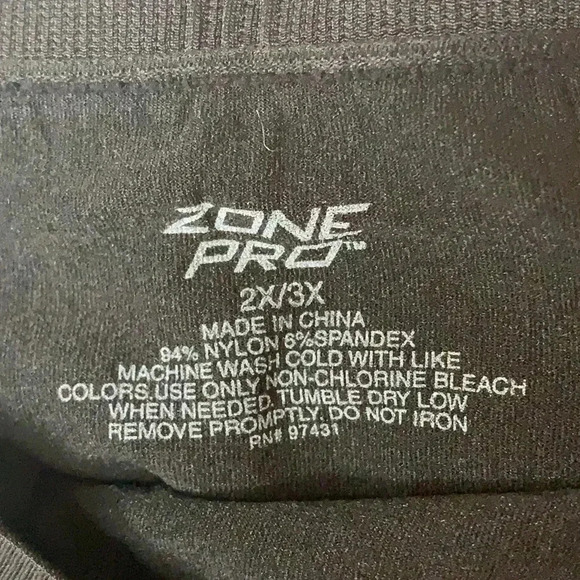 ZONE
PRO™
2X/3X
MADE IN CHINA
94% NYLON 6%SPANDEX
MACHINE WASH COLD WITH LIKE
COLORS.USE ONLY NON-CHLORINE BLEACH
WHEN NEEDED. TUMBLE DRY LOW
REMOVE PROMPTLY. DO NOT IRON
RN# 97431